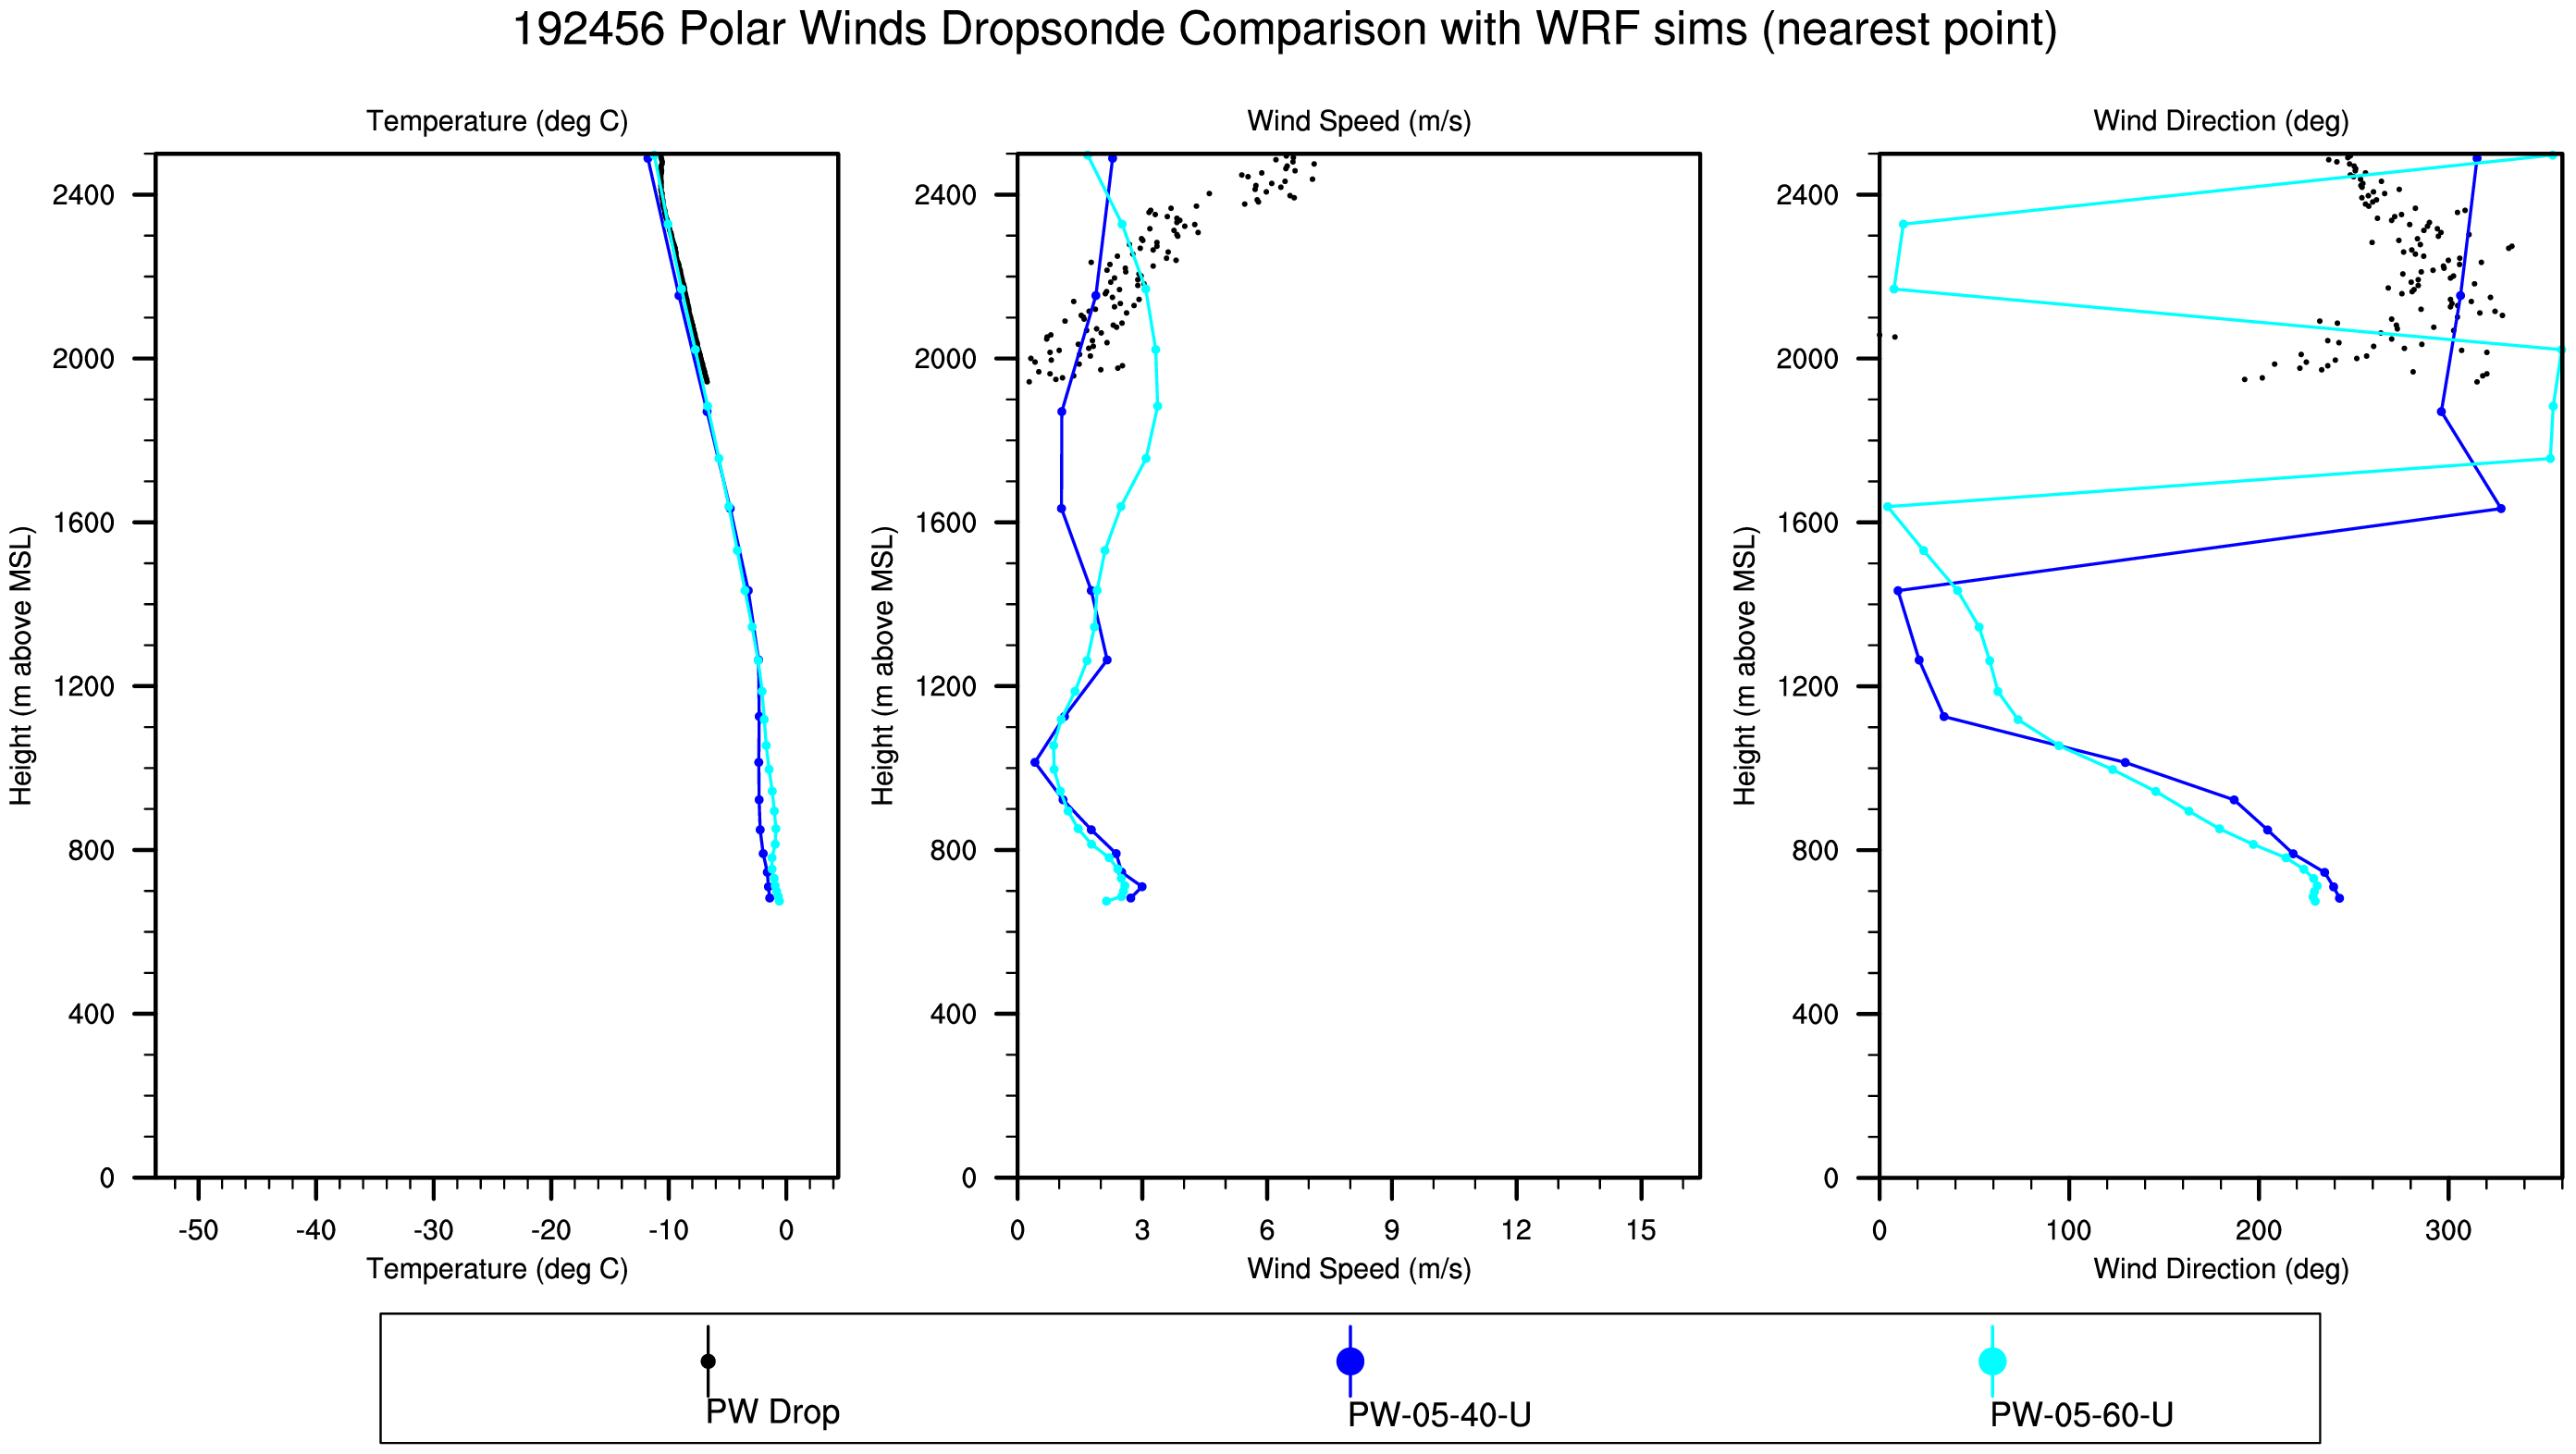 192456 Polar Winds Dropsonde Comparison with WRF sims (nearest point)
Temperature (deg C)
Wind Speed (m/s)
Wind Direction (deg)
Height (m above MSL)
2400
2000
1600
1200
800
400
0
-50 -40 -30 -20 -10 0
Temperature (deg C)
Height (m above MSL)
2400
2000
1600
1200
800
400
0
0 3 6 9 12 15
Wind Speed (m/s)
Height (m above MSL)
2400
2000
1600
1200
800
400
0
0 100 200 300
Wind Direction (deg)
PW Drop
PW-05-40-U
PW-05-60-U